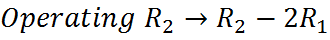 Operating R₂ → R₂ − 2R₁